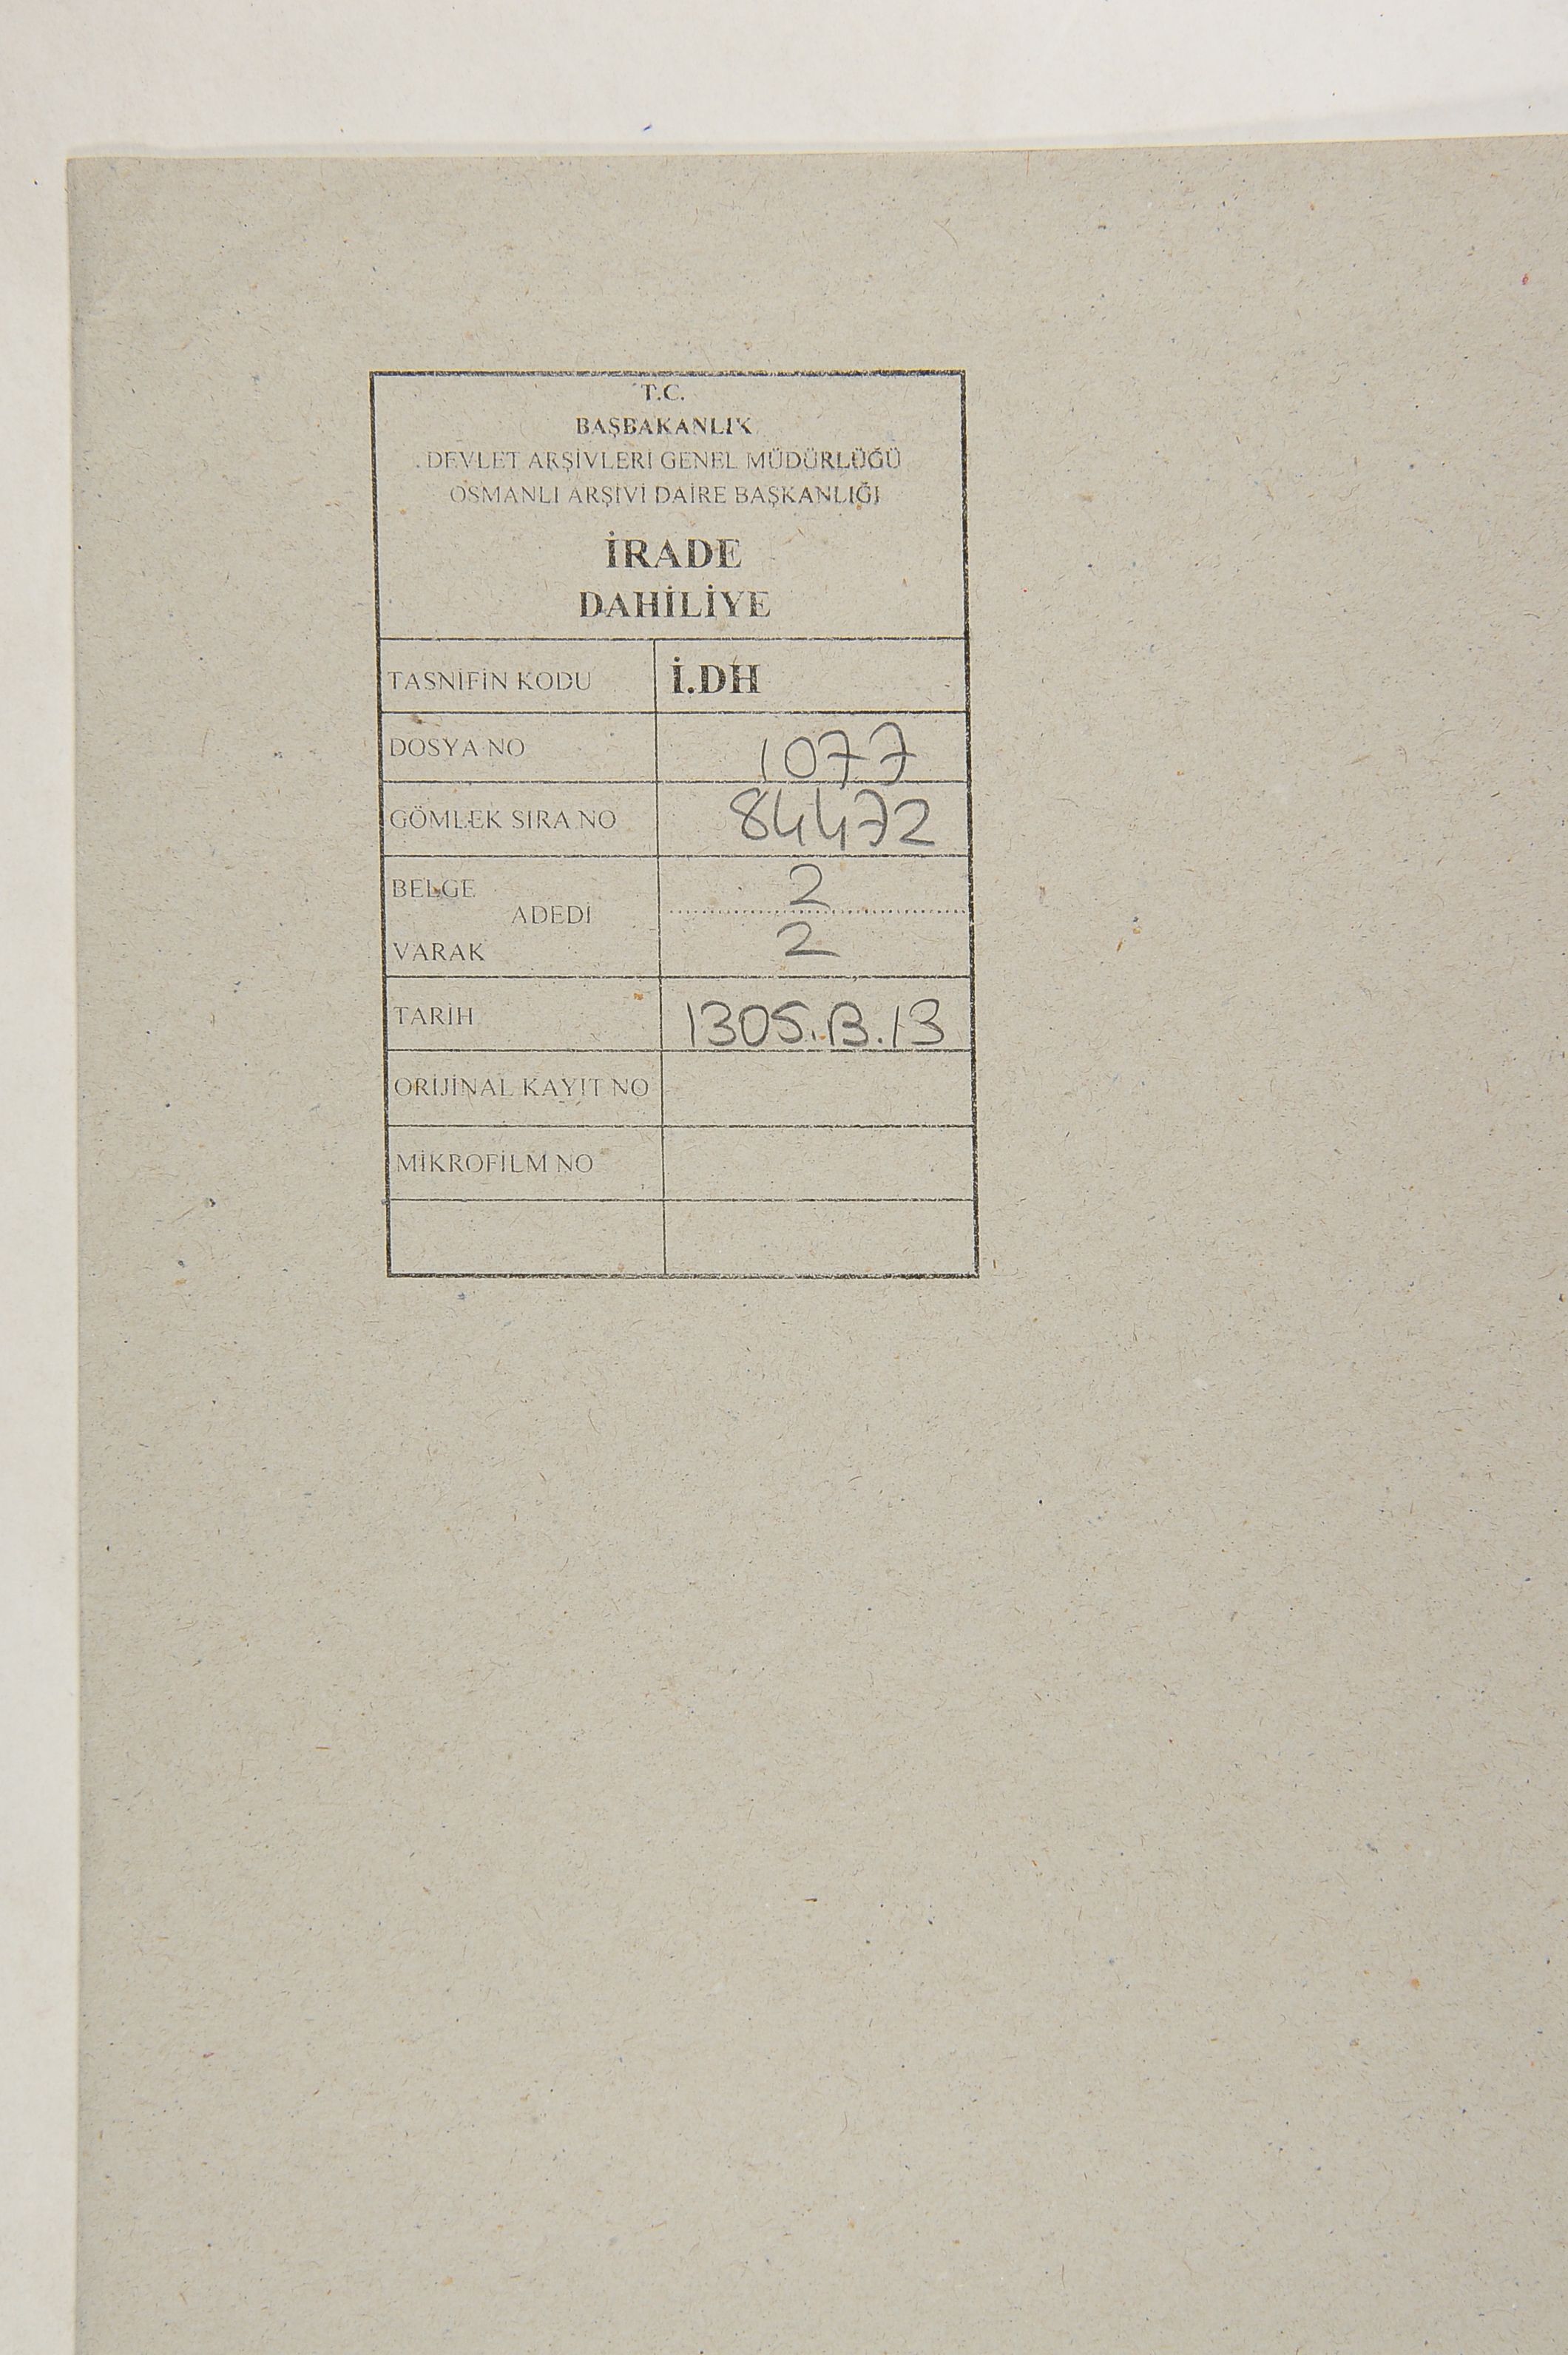 T.C.
BAŞBAKANLIK
DEVLET ARŞİVLERİ GENEL MÜDÜRLÜĞÜ
OSMANLI ARŞİVİ DAİRE BAŞKANLIĞI
İRADE
DAHİLİYE
TASNİFİN KODU İ.DH
DOSYA NO 1077
GÖMLEK SIRA NO 84472
BELGE 2
ADEDİ
VARAK 2
TARİH 1305.B.13
ORİJİNAL KAYIT NO
MİKROFİLM NO